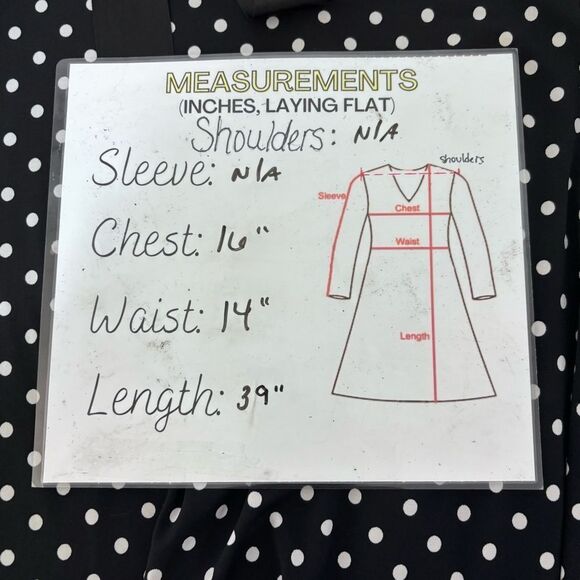 MEASUREMENTS
(INCHES, LAYING FLAT)
Shoulders: N/A
Sleeve: N/A
Chest: 16"
Waist: 14"
Length: 39"
Shoulders
Sleeve
Chest
Waist
Length